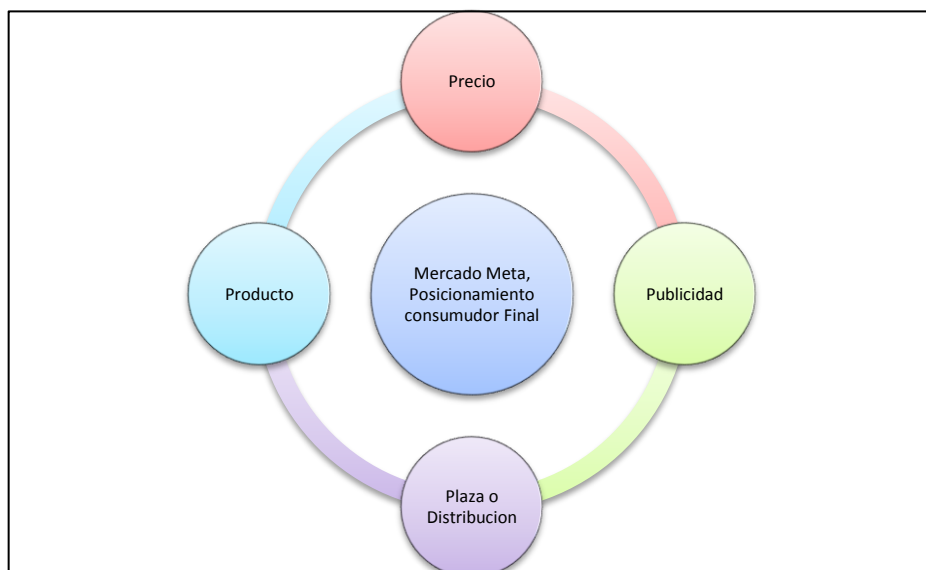 Precio
Producto
Mercado Meta,
Posicionamiento
consumudor Final
Publicidad
Plaza o
Distribucion